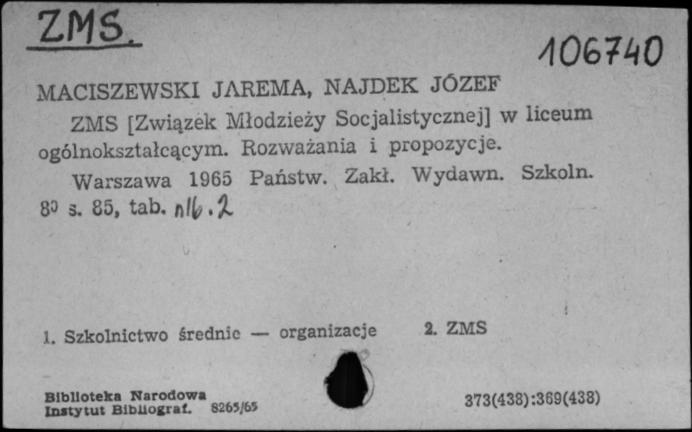 ZMS.
106740
MACISZEWSKI JAREMA, NAJDEK JÓZEF
ZMS [Związek Młodzieży Socjalistycznej] w liceum
ogólnokształcącym. Rozważania i propozycje.
Warszawa 1965 Państw. Zakł. Wydawn. Szkoln.
8⁰ s. 85, tab. nlb. 2
1. Szkolnictwo średnie — organizacje 2. ZMS
Biblioteka Narodowa
Instytut Bibliograf. 8265/65
373(438):369(438)